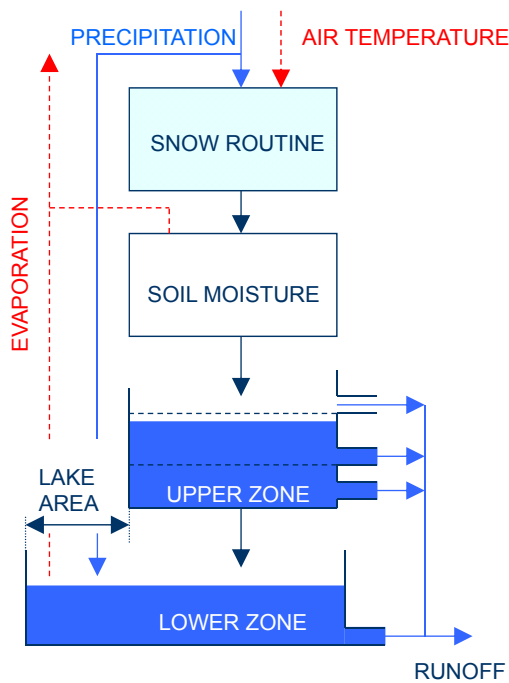 PRECIPITATION
AIR TEMPERATURE
SNOW ROUTINE
EVAPORATION
SOIL MOISTURE
LAKE
AREA
UPPER ZONE
LOWER ZONE
RUNOFF